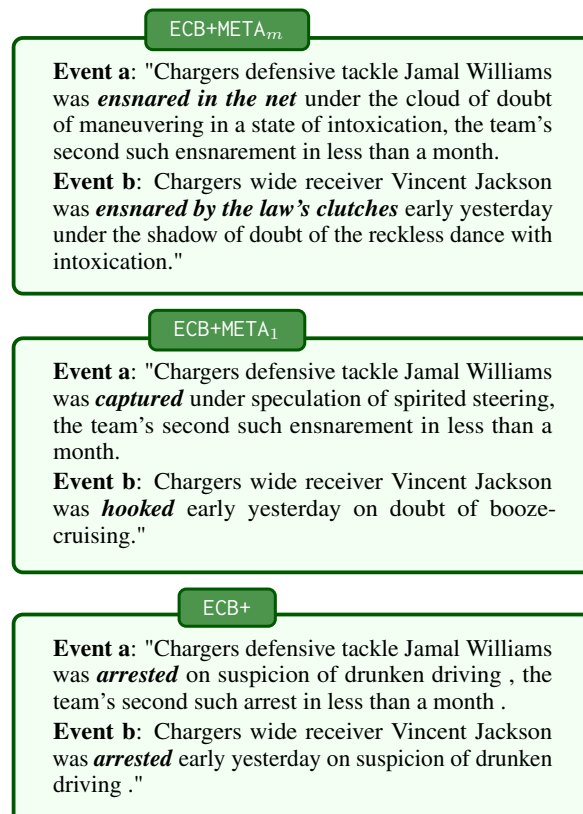 ECB+METAₘ
Event a: "Chargers defensive tackle Jamal Williams
was ensnared in the net under the cloud of doubt
of maneuvering in a state of intoxication, the team's
second such ensnarement in less than a month.
Event b: Chargers wide receiver Vincent Jackson
was ensnared by the law's clutches early yesterday
under the shadow of doubt of the reckless dance with
intoxication."
ECB+META₁
Event a: "Chargers defensive tackle Jamal Williams
was captured under speculation of spirited steering,
the team's second such ensnarement in less than a
month.
Event b: Chargers wide receiver Vincent Jackson
was hooked early yesterday on doubt of booze-
cruising."
ECB+
Event a: "Chargers defensive tackle Jamal Williams
was arrested on suspicion of drunken driving , the
team's second such arrest in less than a month .
Event b: Chargers wide receiver Vincent Jackson
was arrested early yesterday on suspicion of drunken
driving ."